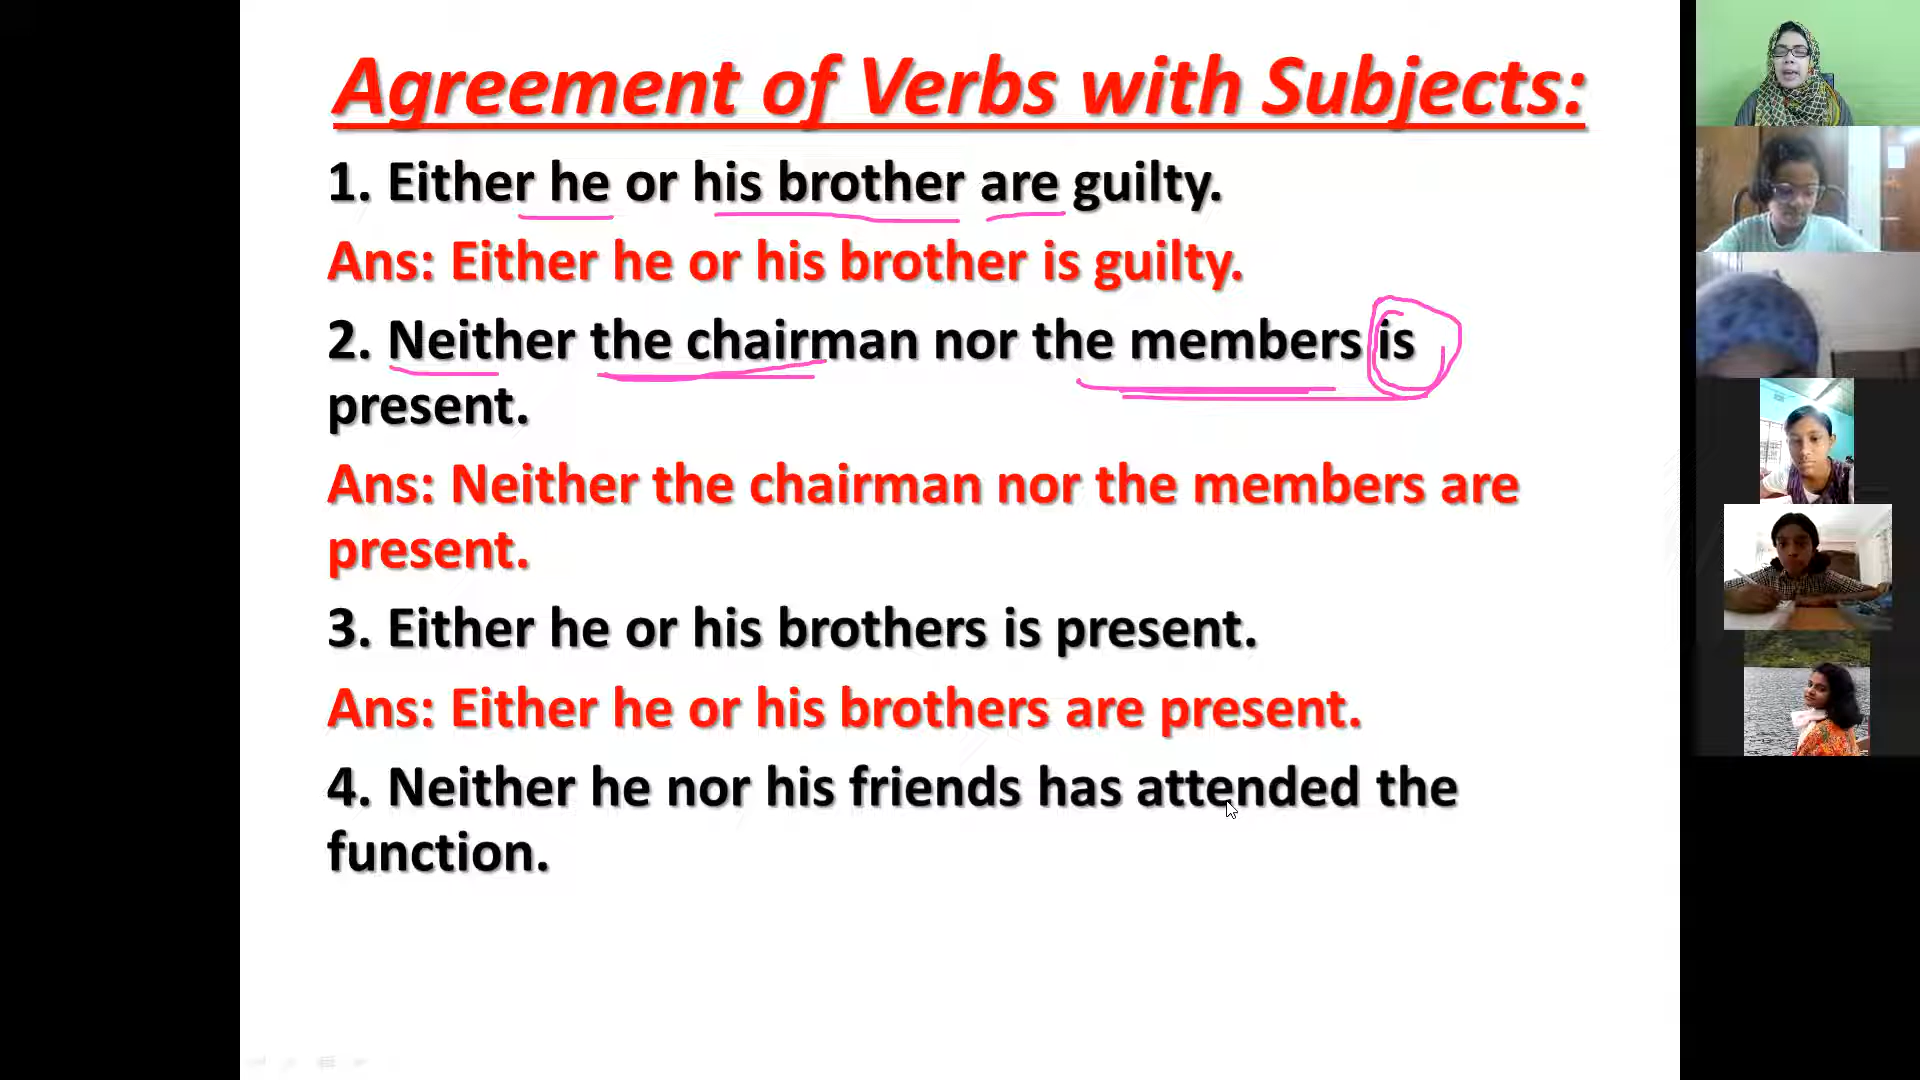 Agreement of Verbs with Subjects:
1. Either he or his brother are guilty.
Ans: Either he or his brother is guilty.
2. Neither the chairman nor the members is
present.
Ans: Neither the chairman nor the members are
present.
3. Either he or his brothers is present.
Ans: Either he or his brothers are present.
4. Neither he nor his friends has attended the
function.